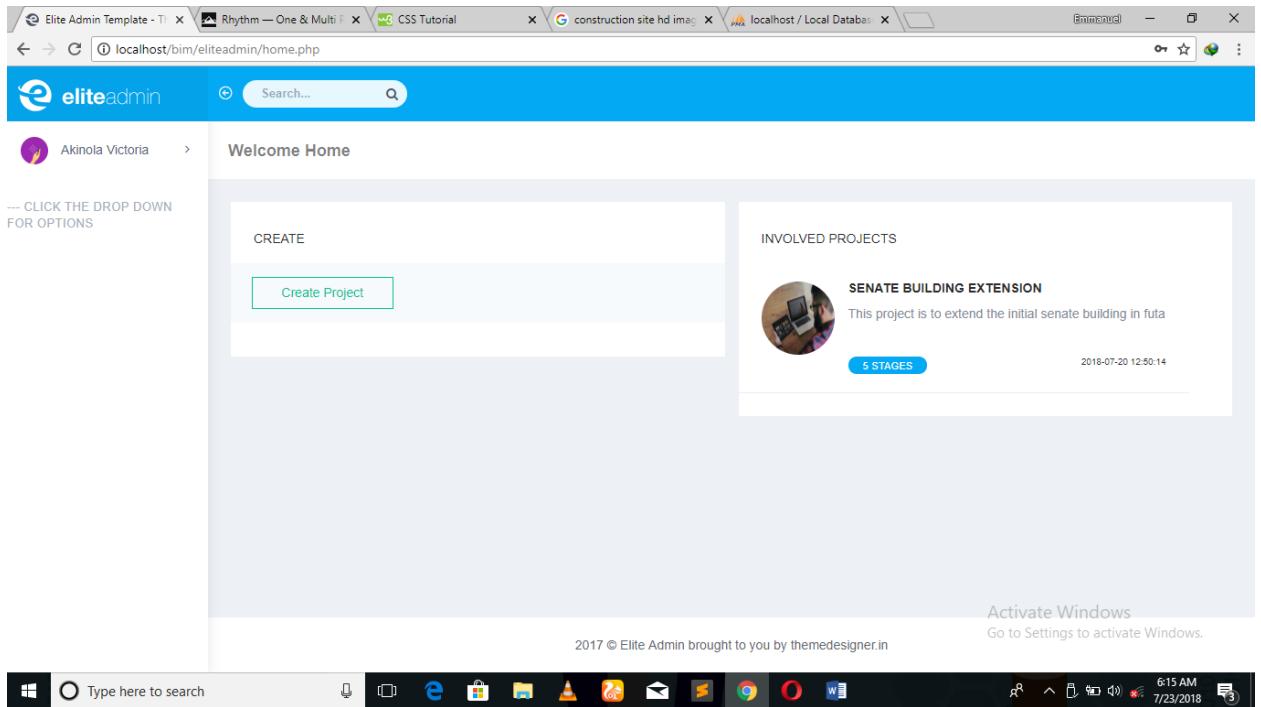 Elite Admin Template - Th
Rhythm — One & Multi P
CSS Tutorial
construction site hd imag
localhost / Local Databas
Emmanuel
localhost/bim/eliteadmin/home.php
eliteadmin
Search...
Akinola Victoria
Welcome Home
--- CLICK THE DROP DOWN
FOR OPTIONS
CREATE
Create Project
INVOLVED PROJECTS
SENATE BUILDING EXTENSION
This project is to extend the initial senate building in futa
5 STAGES
2018-07-20 12:50:14
Activate Windows
Go to Settings to activate Windows.
2017 © Elite Admin brought to you by themedesigner.in
Type here to search
6:15 AM
7/23/2018
3